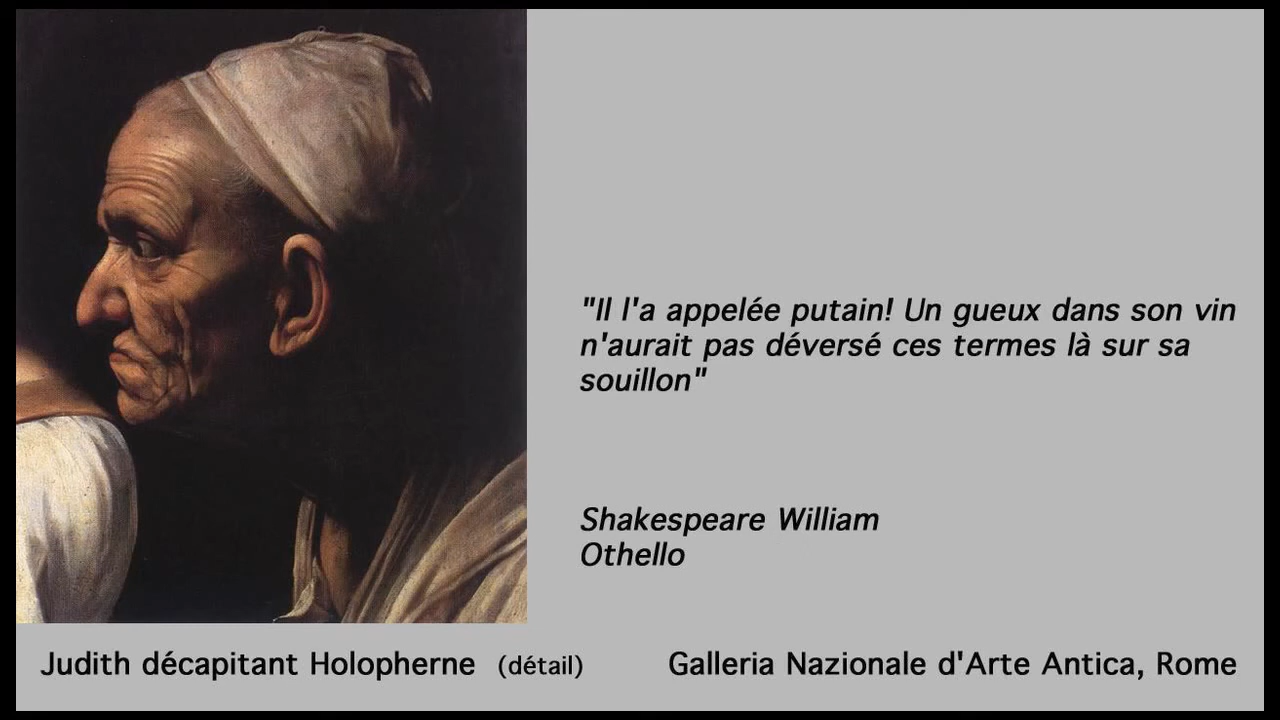 "Il l'a appelée putain! Un gueux dans son vin
n'aurait pas déversé ces termes là sur sa
souillon"
Shakespeare William
Othello
Judith décapitant Holopherne (détail)
Galleria Nazionale d'Arte Antica, Rome